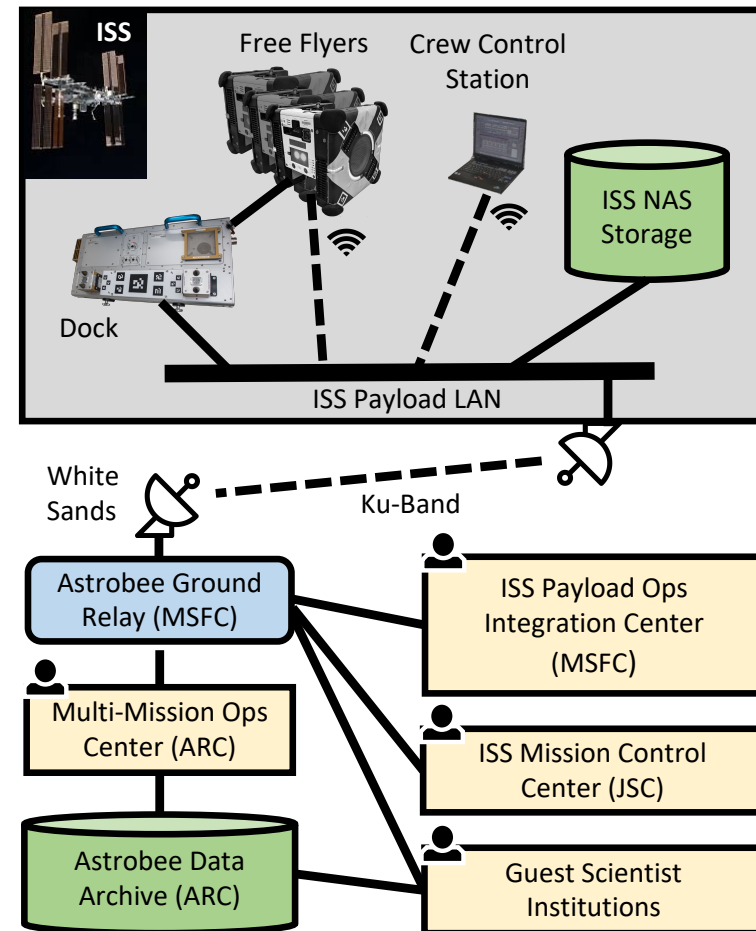 ISS
Free Flyers
Crew Control
Station
ISS NAS
Storage
Dock
ISS Payload LAN
White
Sands
Ku-Band
Astrobee Ground
Relay (MSFC)
ISS Payload Ops
Integration Center
(MSFC)
Multi-Mission Ops
Center (ARC)
ISS Mission Control
Center (JSC)
Astrobee Data
Archive (ARC)
Guest Scientist
Institutions